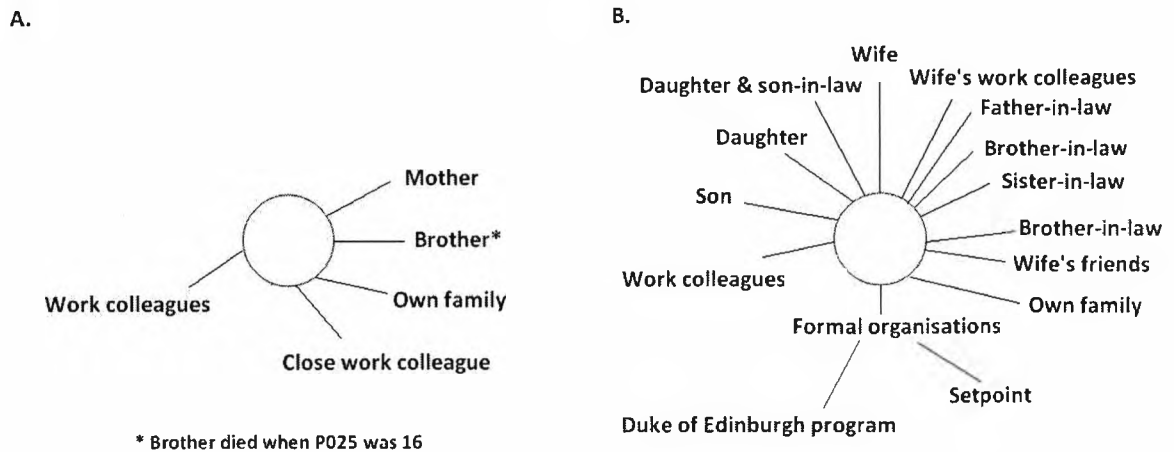 A.
Mother
Brother*
Own family
Close work colleague
Work colleagues
* Brother died when P025 was 16
B.
Wife
Wife's work colleagues
Daughter & son-in-law
Father-in-law
Daughter
Brother-in-law
Sister-in-law
Son
Brother-in-law
Wife's friends
Work colleagues
Own family
Formal organisations
Setpoint
Duke of Edinburgh program